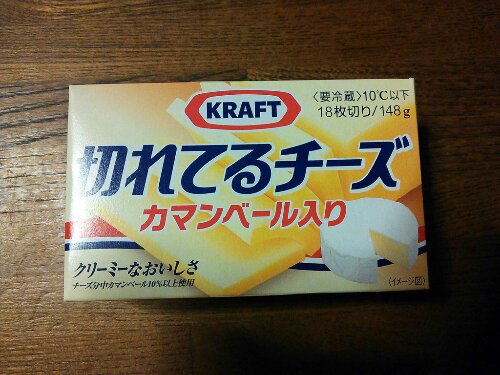 KRAFT
〈要冷蔵〉10℃以下
18枚切り/148g
切れてるチーズ
カマンベール入り
クリーミーなおいしさ
チーズ分中カマンベール10%以上使用
(イメージ図)